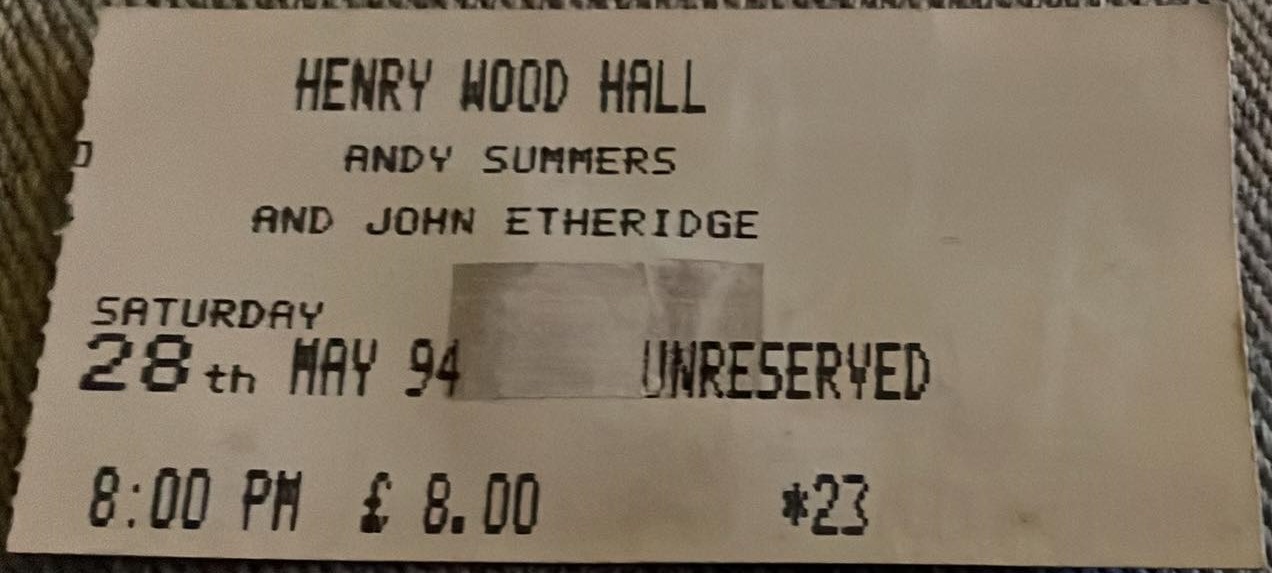 HENRY WOOD HALL
ANDY SUMMERS
AND JOHN ETHERIDGE
SATURDAY
28th MAY 94 UNRESERVED
8:00 PM £ 8.00 *23